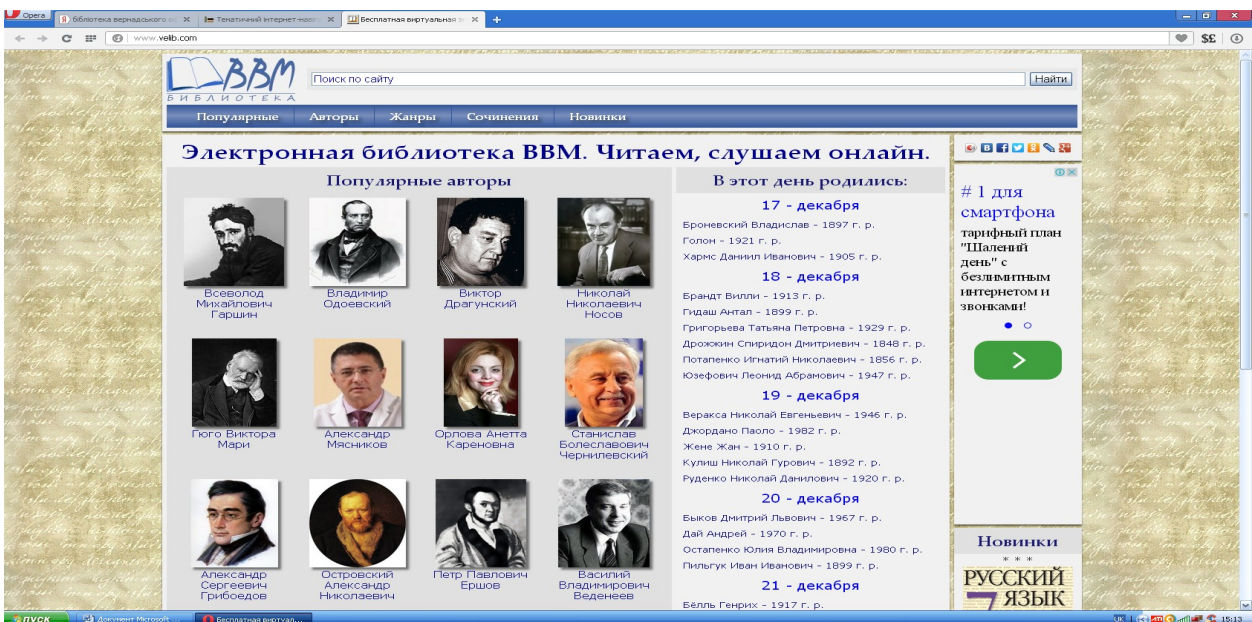 Opera
бібліотека вернадського
Бесплатная виртуальная
www.velib.com
S£
ВВМ
БИБЛИОТЕКА
Поиск по сайту
Найти
Популярные
Авторы
Жанры
Сочинения
Новинки
Электронная библиотека ВВМ. Читаем, слушаем онлайн.
Популярные авторы
Всеволод
Михайлович
Гаршин
Владимир
Одоевский
Виктор
Драгунский
Николай
Николаевич
Носов
Гюго Виктора
Мари
Александр
Мясников
Орлова Анетта
Кареновна
Станислав
Болеславович
Чернилевский
Александр
Сергеевич
Грибоедов
Островский
Александр
Николаевич
Петр Павлович
Ершов
Василий
Владимирович
Веденеев
В этот день родились:
17 - декабря
Броневский Владислав - 1897 г. р.
Голон - 1921 г. р.
Хармс Даниил Иванович - 1905 г. р.
18 - декабря
Брандт Вилли - 1913 г. р.
Гидаш Антал - 1899 г. р.
Григорьева Татьяна Петровна - 1929 г. р.
Дрожжин Спиридон Дмитриевич - 1848 г. р.
Потапенко Игнатий Николаевич - 1856 г. р.
Юзефович Леонид Абрамович - 1947 г. р.
19 - декабря
Веракса Николай Евгеньевич - 1946 г. р.
Джордано Паоло - 1982 г. р.
Жене Жан - 1910 г. р.
Кулиш Николай Гурович - 1892 г. р.
Руденко Николай Данилович - 1920 г. р.
20 - декабря
Быков Дмитрий Львович - 1967 г. р.
Дай Андрей - 1970 г. р.
Остапенко Юлия Владимировна - 1980 г. р.
Пильгук Иван Иванович - 1899 г. р.
21 - декабря
Бёлль Генрих - 1917 г. р.
# 1 для
смартфона
тарифный план
"Шалений
день" с
безлимитным
интернетом и
звонками!
Новинки
* * *
РУССКИЙ
7 ЯЗЫК
пуск
Документ Microsoft ...
Бесплатная виртуал...
UK
15:13